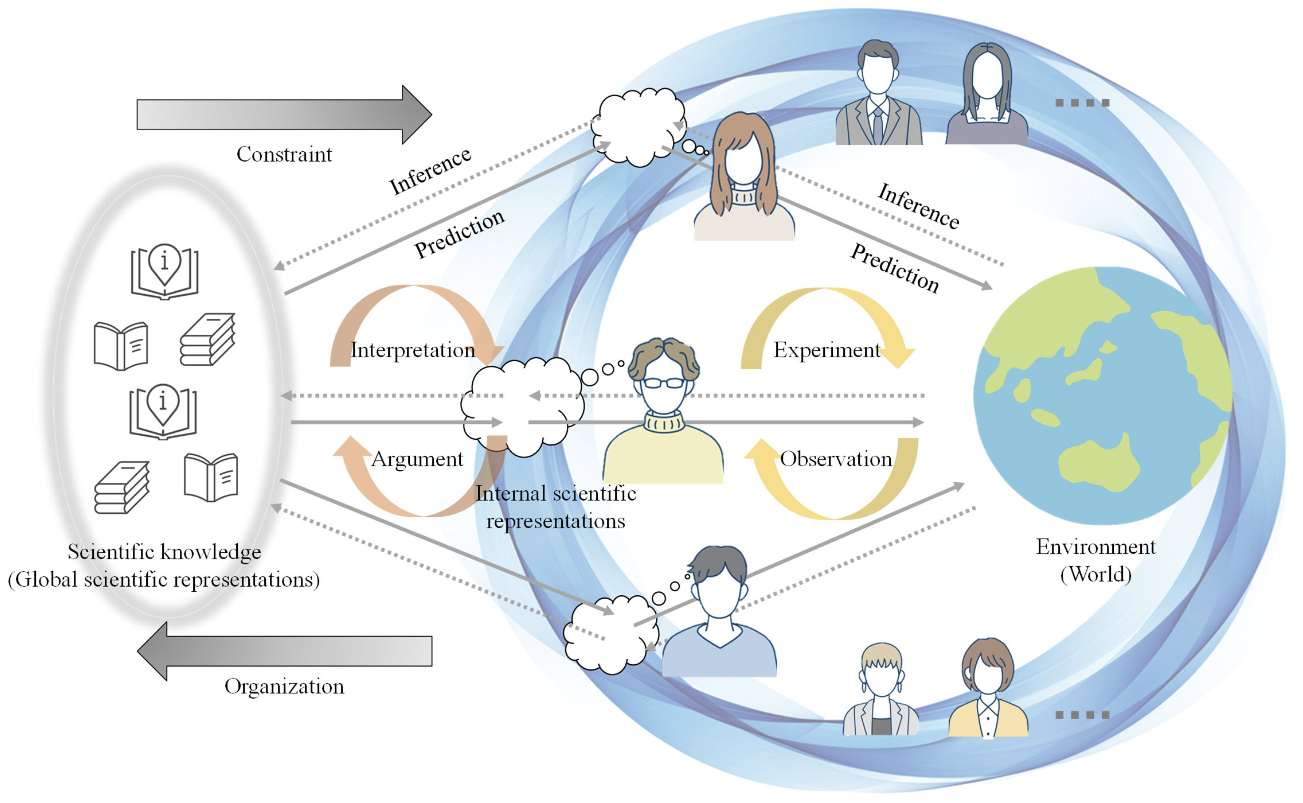 Constraint
Inference
Prediction
Inference
Prediction
Interpretation
Experiment
Argument
Observation
Internal scientific
representations
Scientific knowledge
(Global scientific representations)
Environment
(World)
Organization